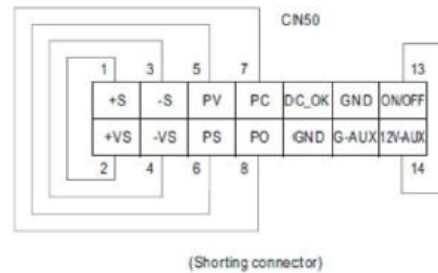 CIN50
1 3 5 7 13
+S -S PV PC DC_OK GND ON/OFF
+VS -VS PS PO GND G-AUX 12V-AUX
2 4 6 8 14
(Shorting connector)